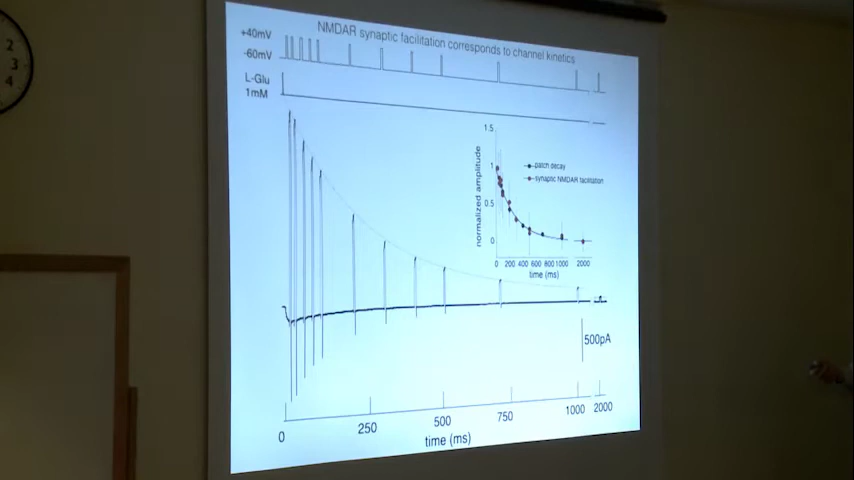 2
3
4
NMDAR synaptic facilitation corresponds to channel kinetics
+40mV
-60mV
L-Glu
1mM
1.5
1
0.5
0
normalized amplitude
patch decay
synaptic NMDAR facilitation
0 200 400 600 800 1000 2000
time (ms)
500pA
0 250 500 750 1000 2000
time (ms)